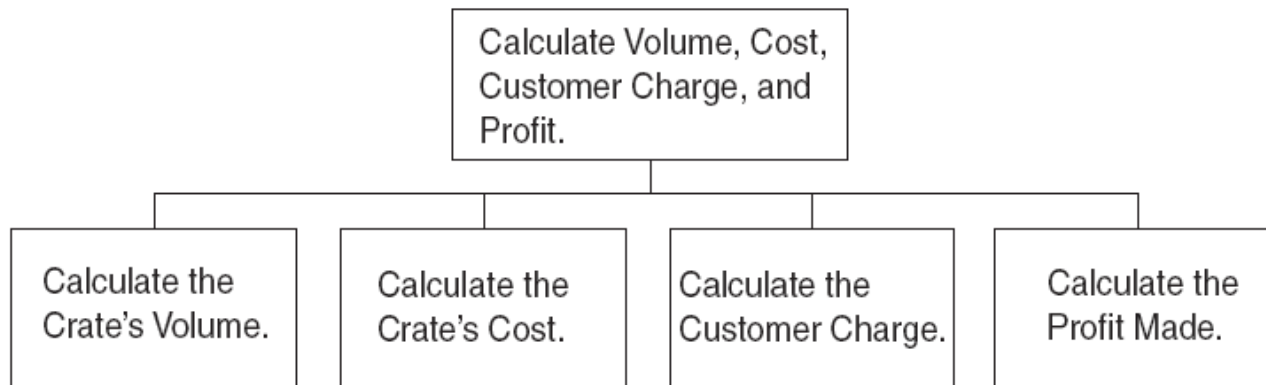 Calculate Volume, Cost,
Customer Charge, and
Profit.
Calculate the
Crate's Volume.
Calculate the
Crate's Cost.
Calculate the
Customer Charge.
Calculate the
Profit Made.